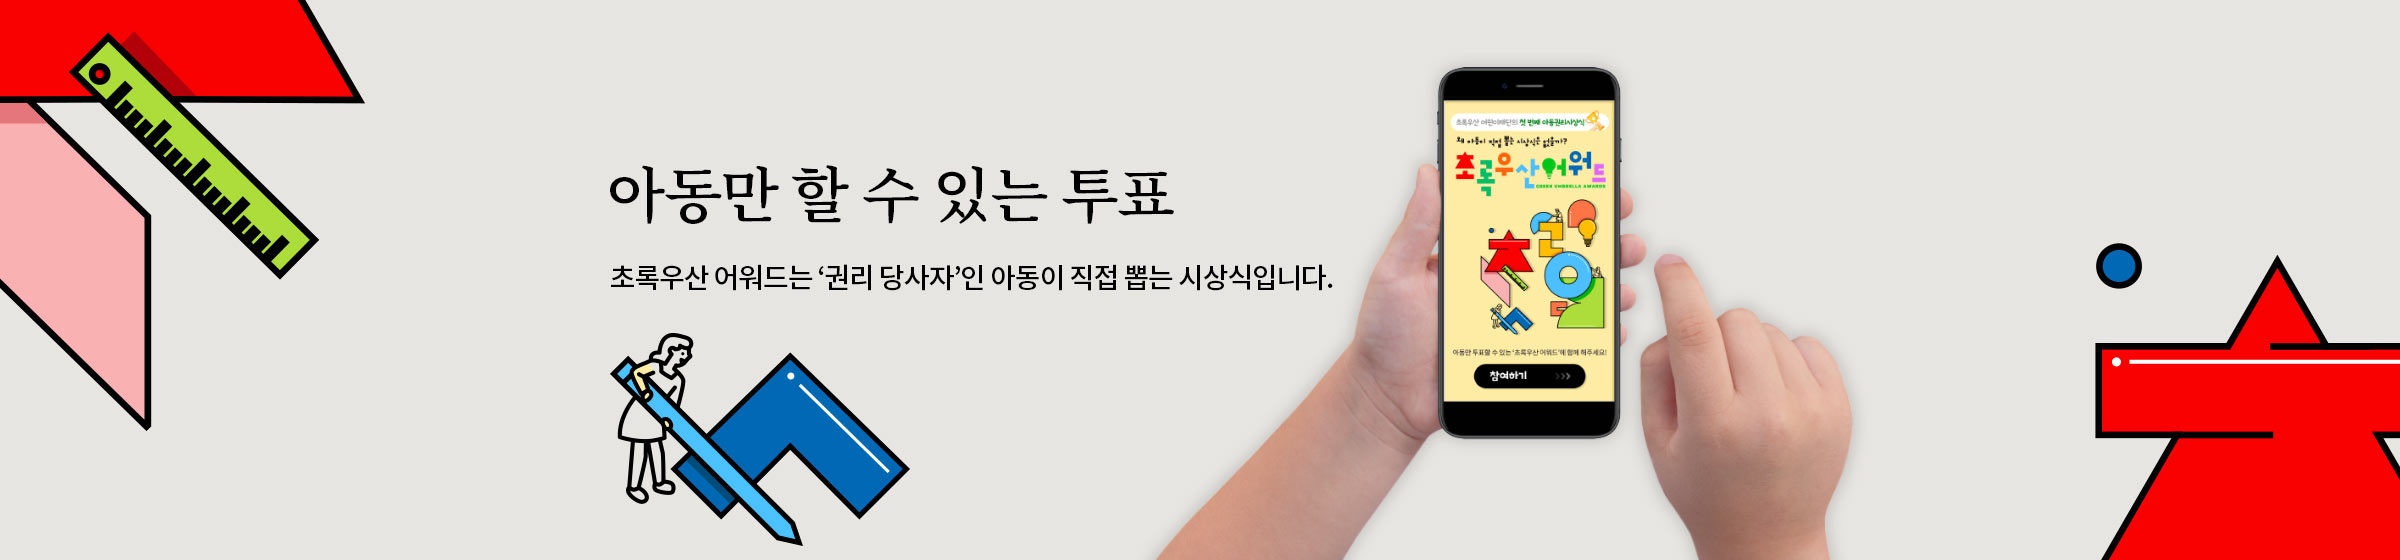 아동만 할 수 있는 투표
초록우산 어워드는 ‘권리 당사자’인 아동이 직접 뽑는 시상식입니다.
초록우산 어린이재단의 첫 번째 아동권리시상식
왜 아동이 직접 뽑는 시상식은 없을까?
초록우산어워드
GREEN UMBRELLA AWARDS
아동만 투표할 수 있는 '초록우산 어워드'에 함께 해주세요!
참여하기